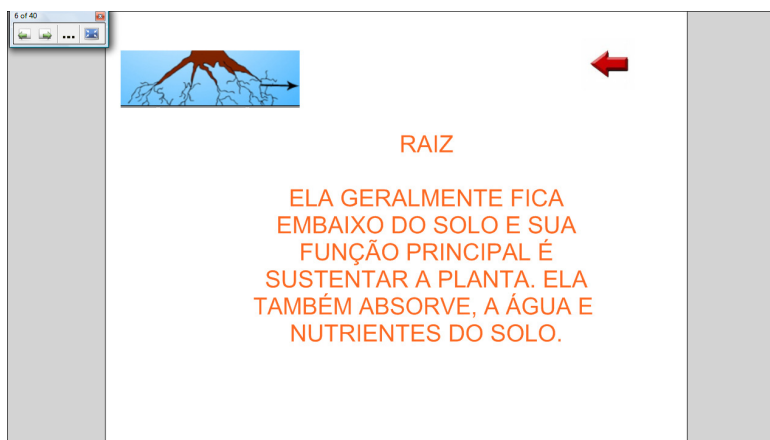 6 of 40
RAIZ
ELA GERALMENTE FICA
EMBAIXO DO SOLO E SUA
FUNÇÃO PRINCIPAL É
SUSTENTAR A PLANTA. ELA
TAMBÉM ABSORVE, A ÁGUA E
NUTRIENTES DO SOLO.